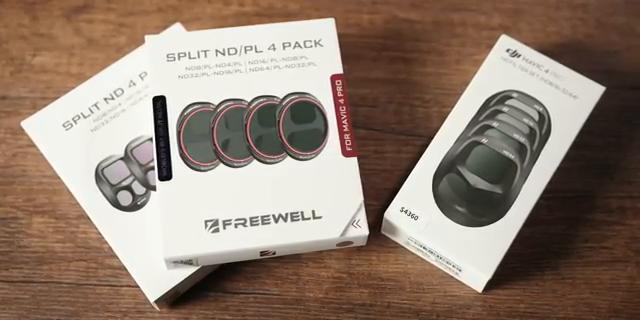 SPLIT ND
SPLIT ND/PL 4 PACK
ND8/PL-ND4/PL | ND16/PL-ND8/PL
ND32/PL-ND16/PL | ND64/PL-ND32/PL
FOR MAVIC 4 PRO
FREEWELL
dji MAVIC 4 PRO
S4360